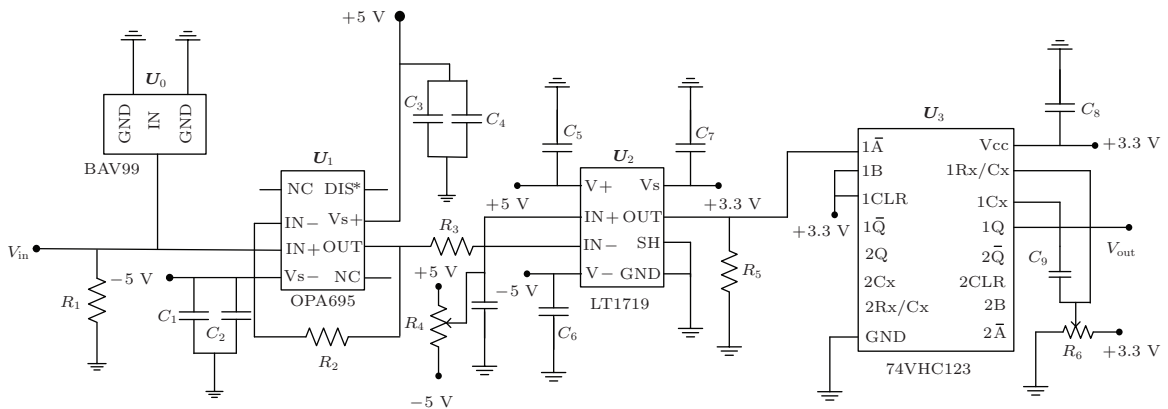 +5 V
U0
GND
IN
GND
BAV99
C3
C4
U1
NC
DIS*
Vs+
IN−
IN+
OUT
Vs−
NC
OPA695
Vin
R1
−5 V
C1
C2
R2
R3
+5 V
R4
−5 V
+5 V
−5 V
C5
C6
C7
U2
V+
Vs
IN+
OUT
IN−
SH
V−
GND
LT1719
+3.3 V
R5
U3
1A̅
1B
1CLR
1Q̅
2Q
2Cx
2Rx/Cx
GND
Vcc
1Rx/Cx
1Cx
1Q
2Q̅
2CLR
2B
2A̅
74VHC123
+3.3 V
C8
+3.3 V
Vout
C9
R6
+3.3 V